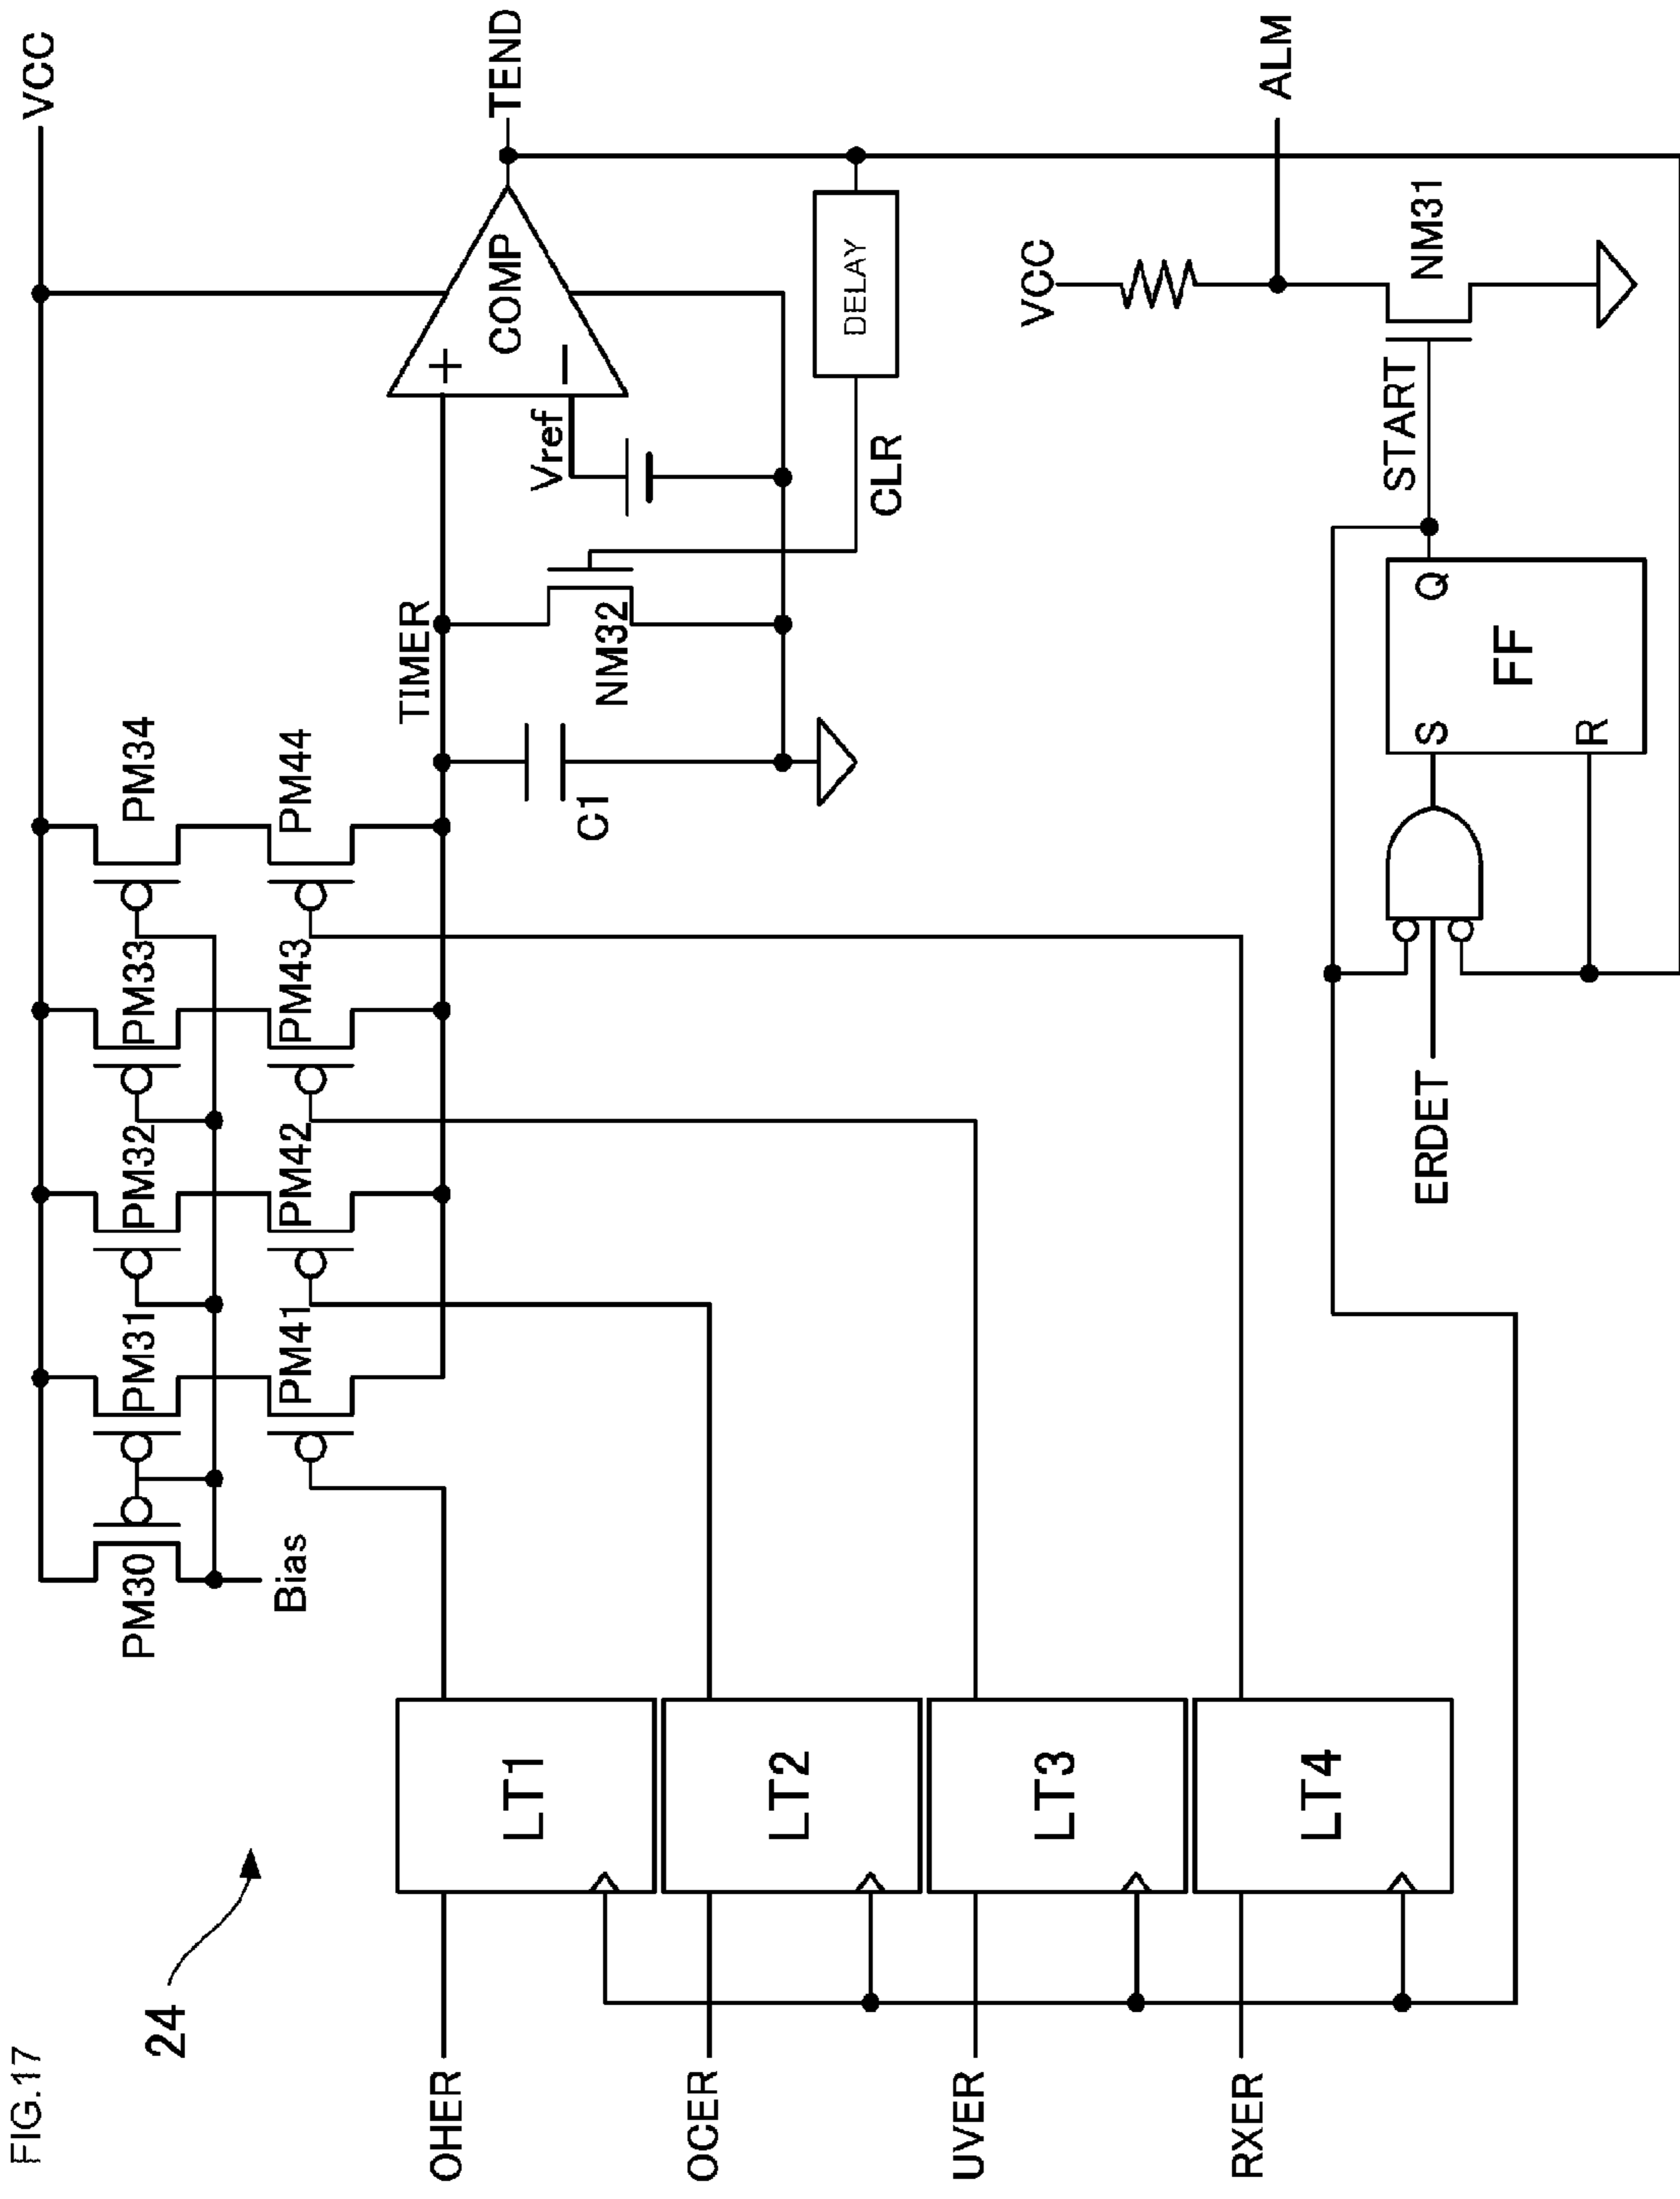 FIG.17
24
VCC
PM30
PM31
PM32
PM33
PM34
Bias
PM41
PM42
PM43
PM44
TIMER
+
−
COMP
TEND
Vref
C1
NM32
DELAY
CLR
OHER
LT1
OCER
LT2
UVER
LT3
RXER
LT4
VCC
ALM
ERDET
S
R
Q
FF
START
NM31